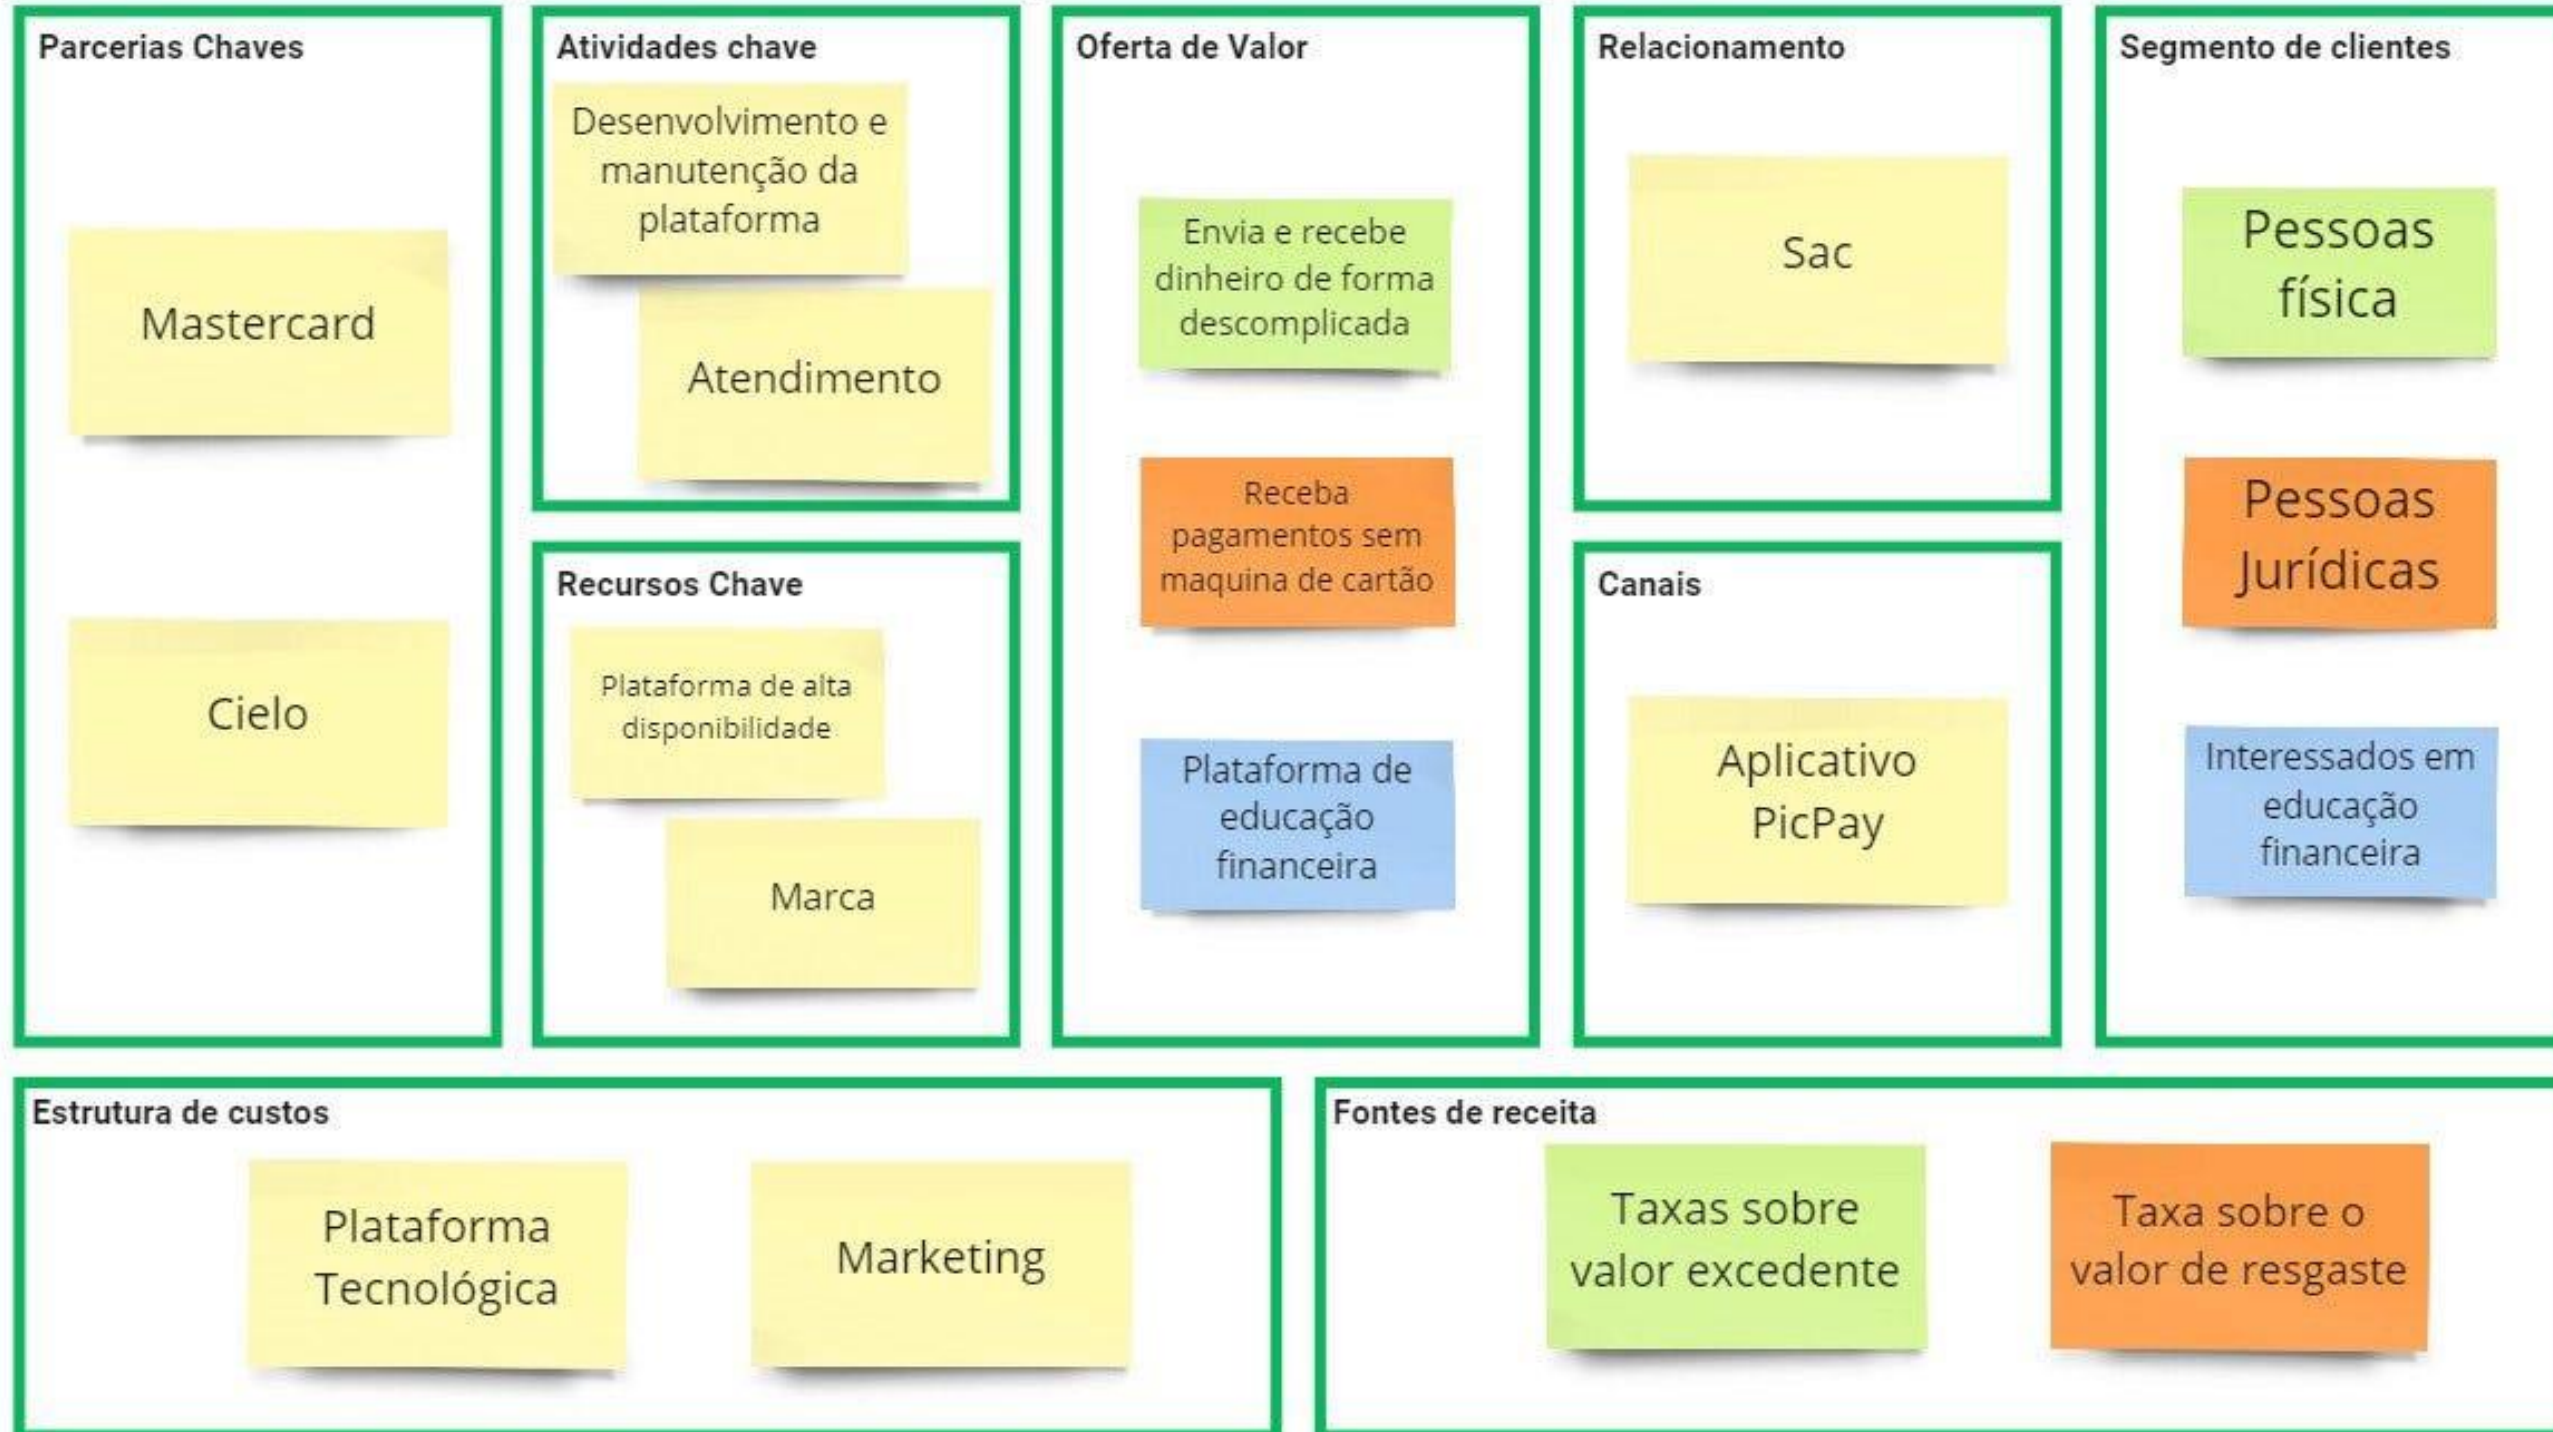 Parcerias Chaves
Mastercard
Cielo
Atividades chave
Desenvolvimento e
manutenção da
plataforma
Atendimento
Recursos Chave
Plataforma de alta
disponibilidade
Marca
Oferta de Valor
Envia e recebe
dinheiro de forma
descomplicada
Receba
pagamentos sem
maquina de cartão
Plataforma de
educação
financeira
Relacionamento
Sac
Canais
Aplicativo
PicPay
Segmento de clientes
Pessoas
física
Pessoas
Jurídicas
Interessados em
educação
financeira
Estrutura de custos
Plataforma
Tecnológica
Marketing
Fontes de receita
Taxas sobre
valor excedente
Taxa sobre o
valor de resgaste